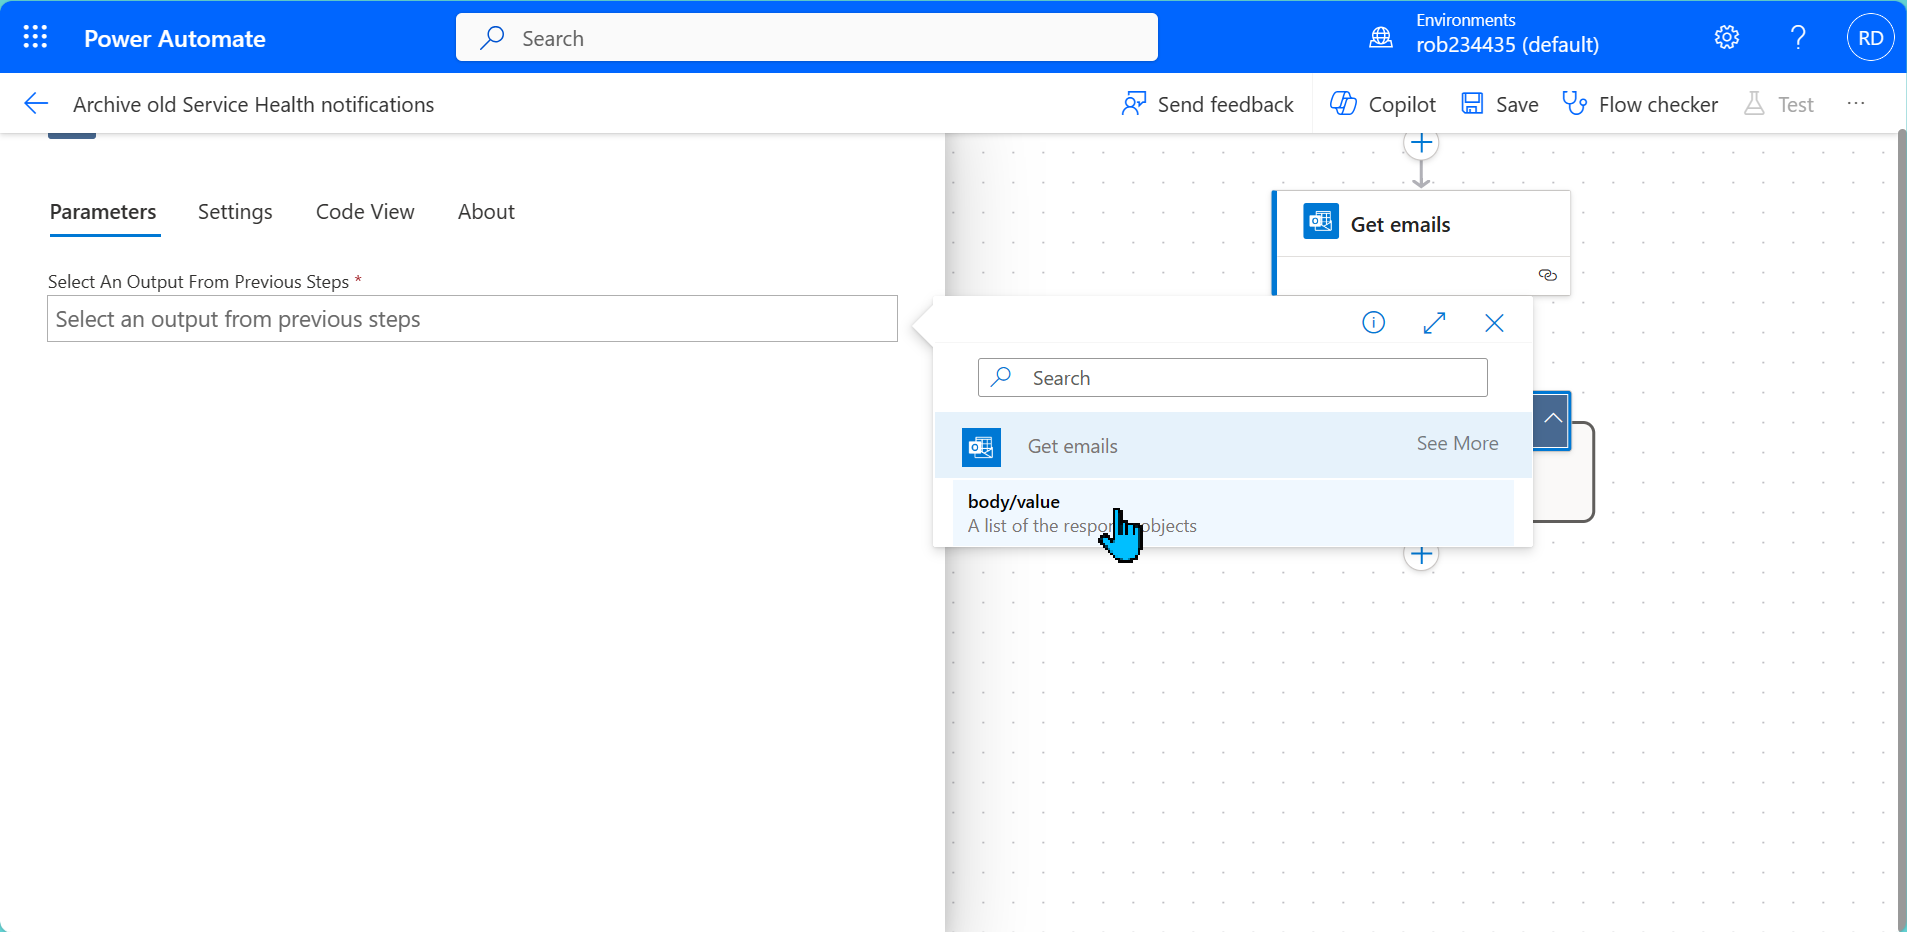 Power Automate
Search
Environments
rob234435 (default)
RD
Archive old Service Health notifications
Send feedback
Copilot
Save
Flow checker
Test
Parameters
Settings
Code View
About
Select An Output From Previous Steps *
Select an output from previous steps
Get emails
Search
Get emails
See More
body/value
A list of the objects